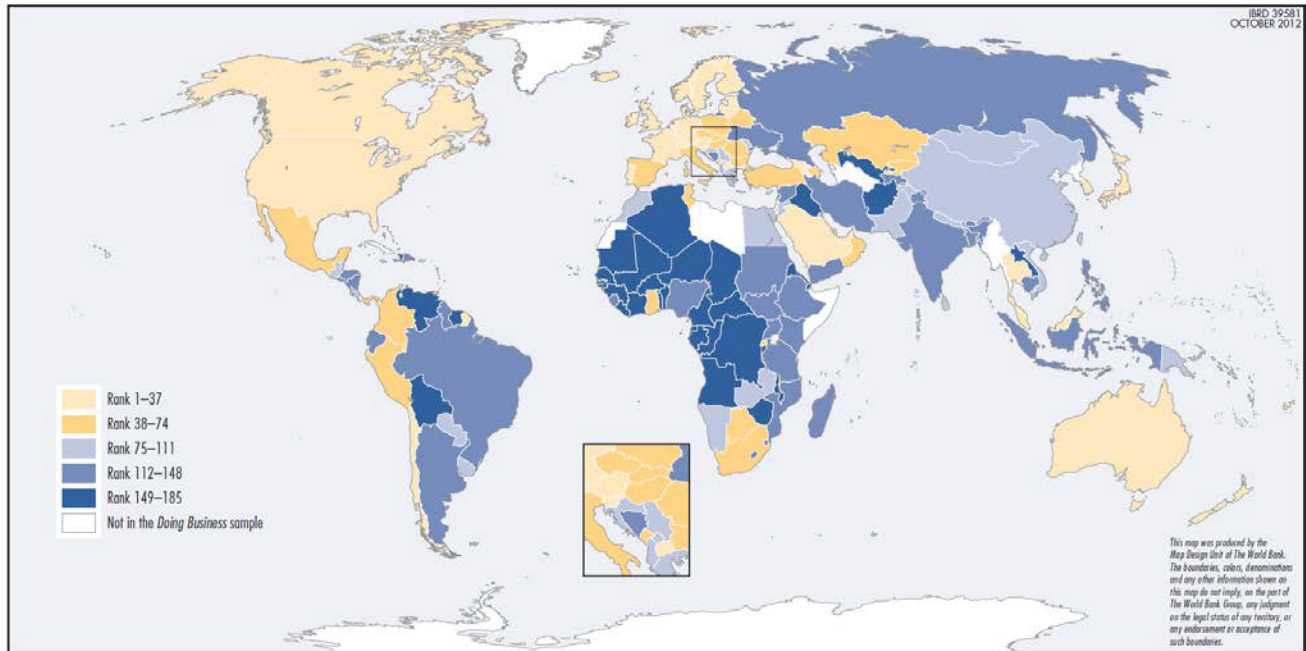 IBRD 39581
OCTOBER 2012
Rank 1–37
Rank 38–74
Rank 75–111
Rank 112–148
Rank 149–185
Not in the Doing Business sample
This map was produced by the
Map Design Unit of The World Bank.
The boundaries, colors, denominations
and any other information shown on
this map do not imply, on the part of
The World Bank Group, any judgment
on the legal status of any territory, or
any endorsement or acceptance of
such boundaries.